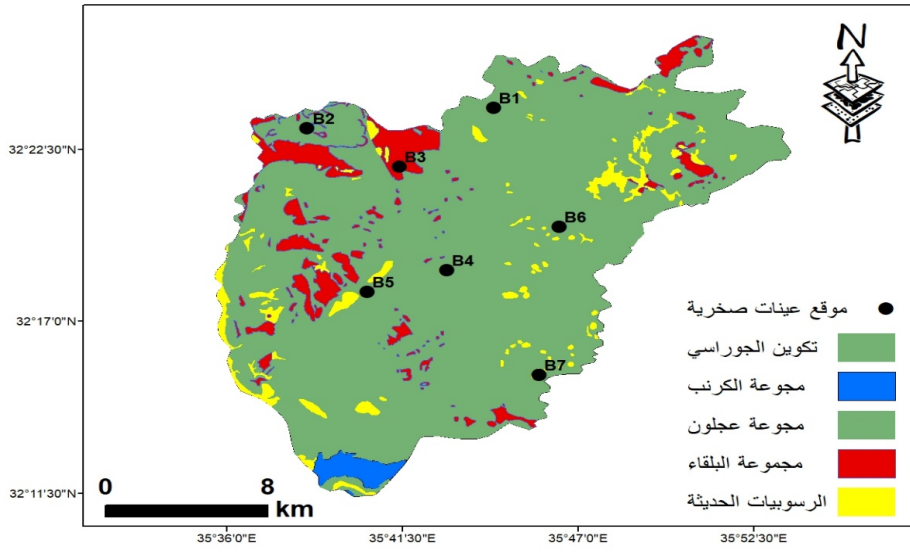 N
B1
B2
B3
B6
B4
B5
B7
32°22'30"N
32°17'0"N
32°11'30"N
موقع عينات صخرية
تكوين الجوراسي
مجوعة الكرنب
مجوعة عجلون
مجموعة البلقاء
الرسوبيات الحديثة
0 8
km
35°36'0"E 35°41'30"E 35°47'0"E 35°52'30"E